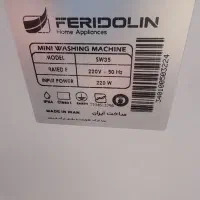 FERIDOLIN
Home Appliances
MINI WASHING MACHINE
MODEL SW35
RATED V 220V - 50 Hz
INPUT POWER 220 W
ساخت ایران
MADE IN IRAN
340100503224